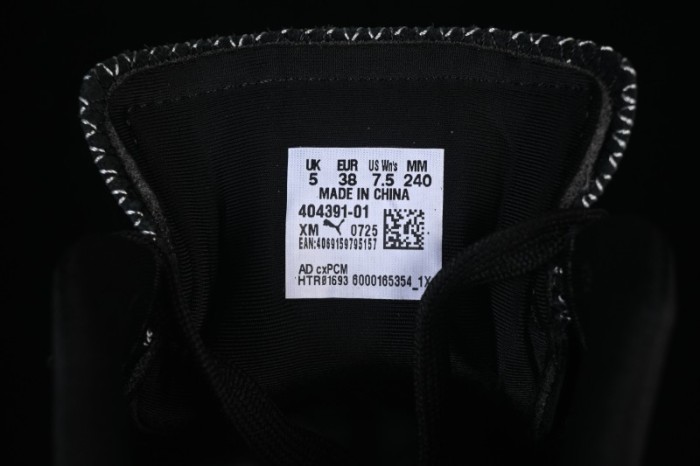 UK EUR US Wn's MM
5 38 7.5 240
MADE IN CHINA
404391-01
XM 0725
EAN:4069159795157
AD cxPCM
HTR81693 6000165354_1X